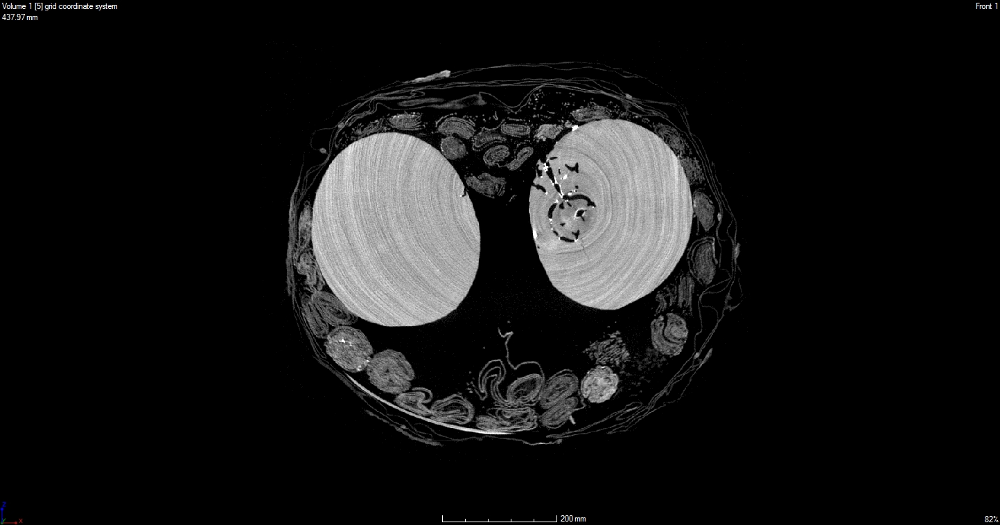 Volume 1 [5] grid coordinate system
Front 1
437.97 mm
z
y
x
200 mm
82%